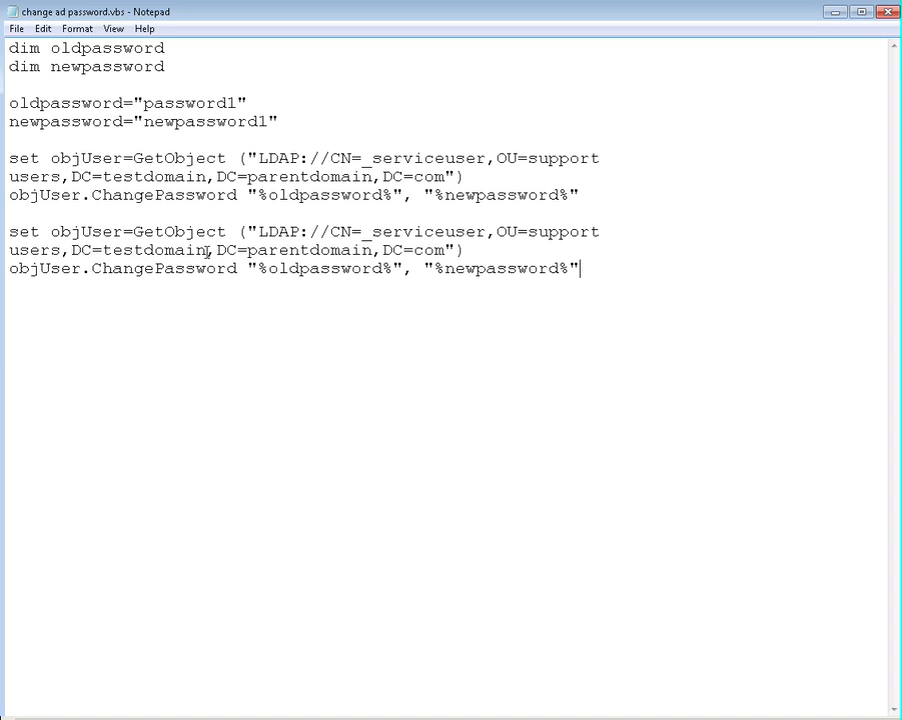 change ad password.vbs - Notepad
File Edit Format View Help
dim oldpassword
dim newpassword
oldpassword="password1"
newpassword="newpassword1"
set objUser=GetObject ("LDAP://CN=_serviceuser,OU=support
users,DC=testdomain,DC=parentdomain,DC=com")
objUser.ChangePassword "%oldpassword%", "%newpassword%"
set objUser=GetObject ("LDAP://CN=_serviceuser,OU=support
users,DC=testdomain,DC=parentdomain,DC=com")
objUser.ChangePassword "%oldpassword%", "%newpassword%"